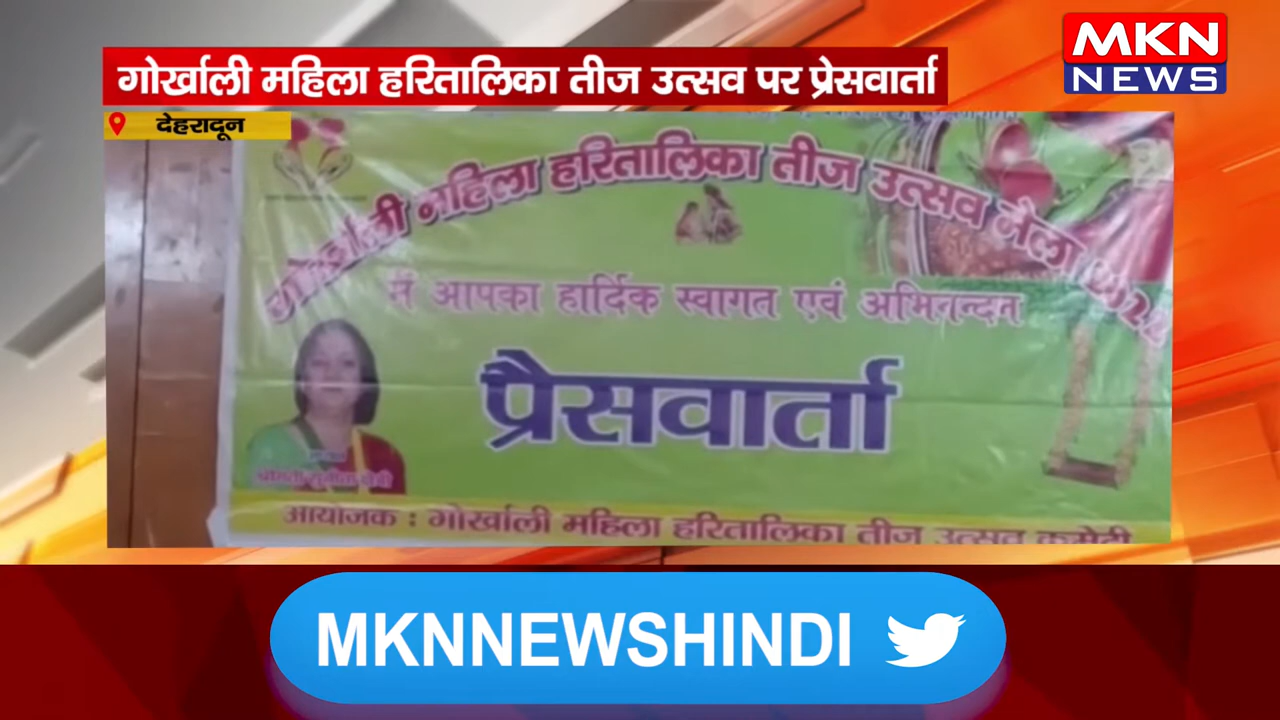 MKN
NEWS
गोर्खाली महिला हरितालिका तीज उत्सव पर प्रेसवार्ता
देहरादून
गोर्खाली महिला हरितालिका तीज उत्सव मेला
में आपका हार्दिक स्वागत एवं अभिनन्दन
प्रैसवार्ता
आयोजक : गोर्खाली महिला हरितालिका तीज उत्सव कमेटी
MKNNEWSHINDI